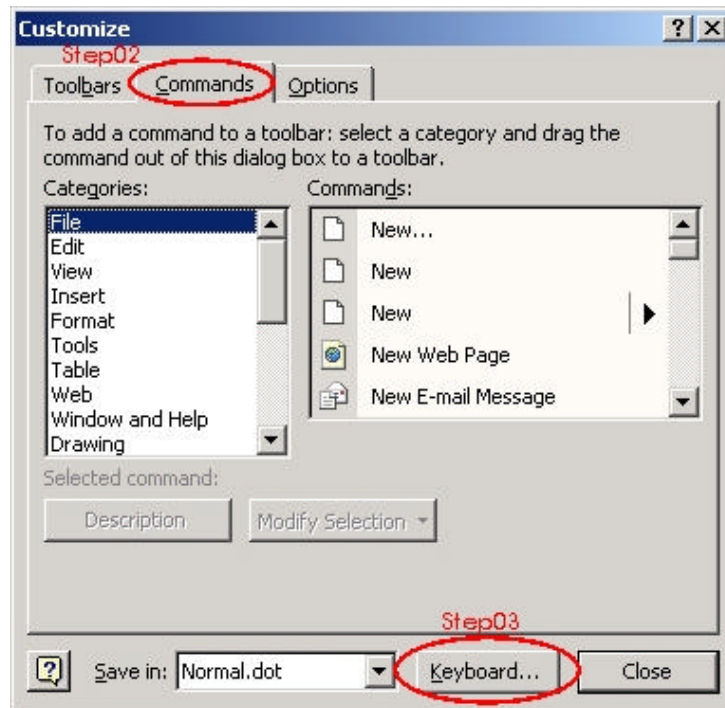 Customize
Step02
Toolbars Commands Options
To add a command to a toolbar: select a category and drag the
command out of this dialog box to a toolbar.
Categories:
File
Edit
View
Insert
Format
Tools
Table
Web
Window and Help
Drawing
Commands:
New...
New
New
New Web Page
New E-mail Message
Selected command:
Description Modify Selection
Step03
Save in: Normal.dot Keyboard... Close